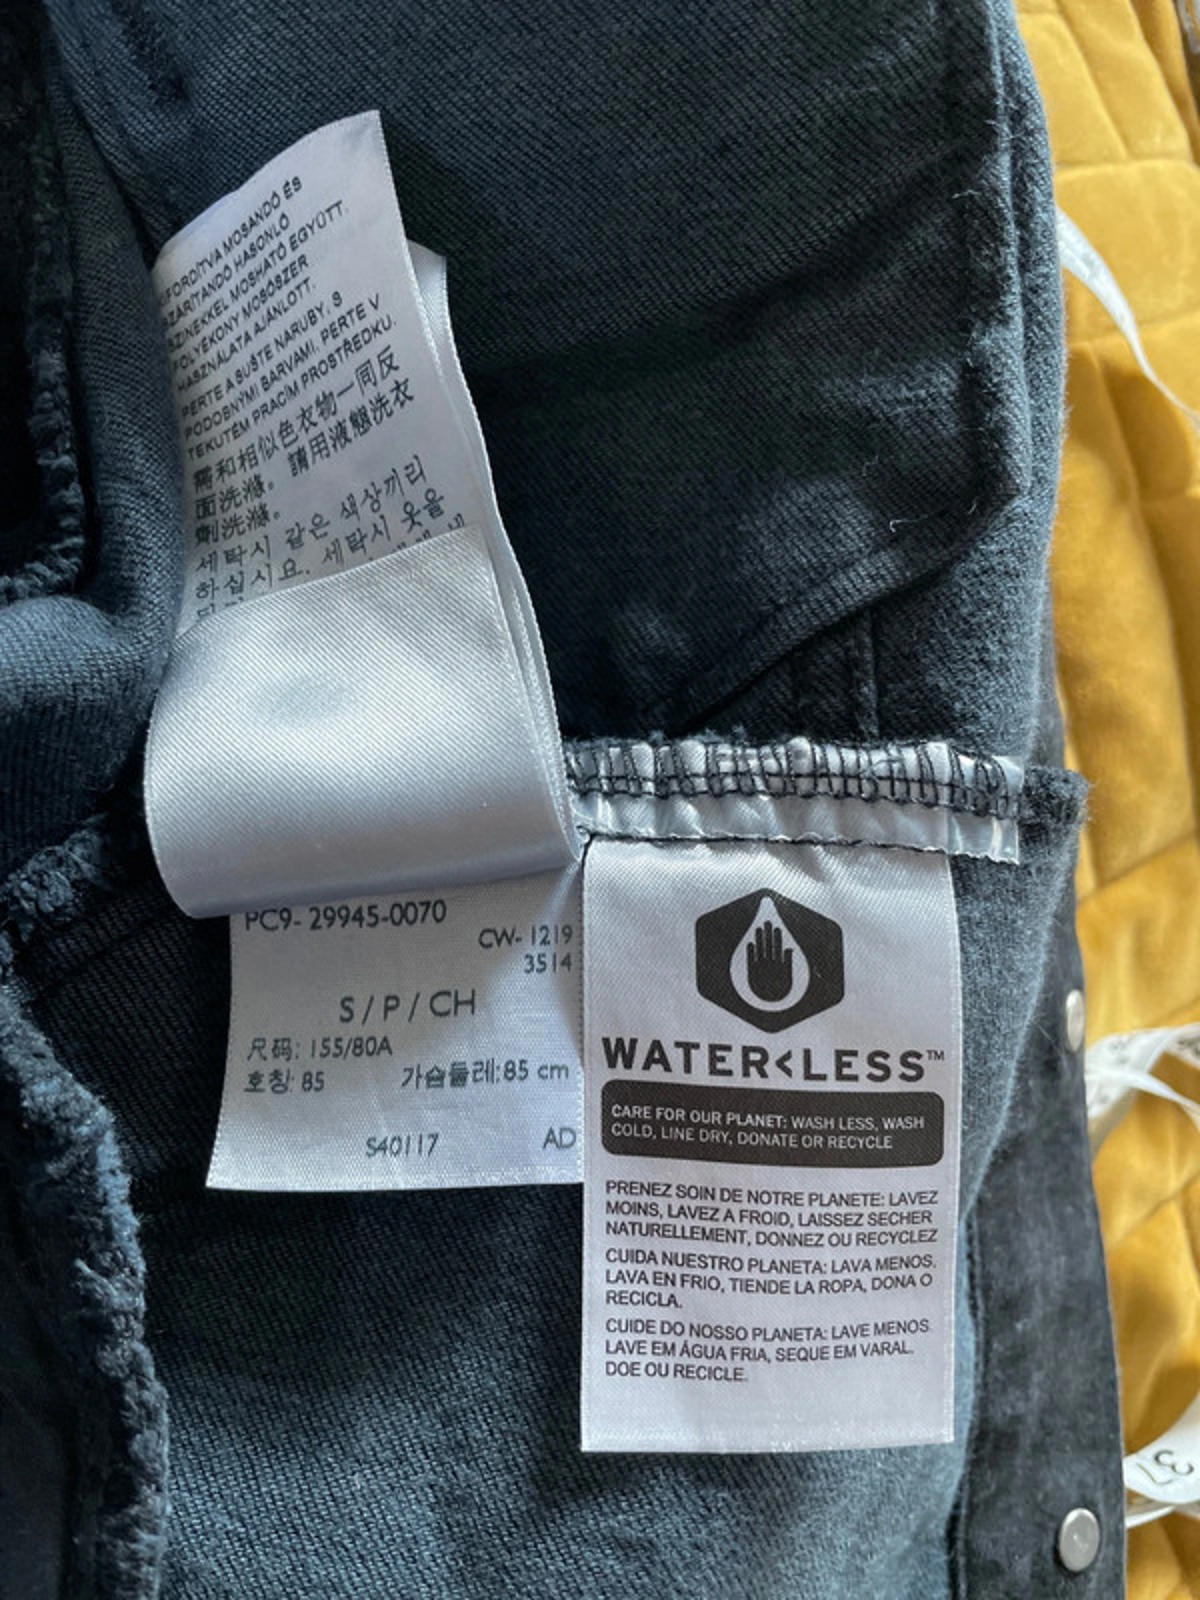 KIFORDÍTVA MOSANDÓ ÉS
SZÁRÍTANDÓ HASONLÓ
SZÍNEKKEL MOSHATÓ EGYÜTT.
FOLYÉKONY MOSÓSZER
HASZNÁLATA AJÁNLOTT.
PERTE A SUŠTE NARUBY, S
PODOBNÝMI BARVAMI. PERTE V
TEKUTÉM PRACÍM PROSTŘEDKU.
需和相似色衣物一同反
面洗滌。請用液態洗衣
劑洗滌。
세탁시 같은 색상끼리
하십시요. 세탁시 옷을
PC9- 29945-0070
CW- 1219
3514
S / P / CH
尺码: 155/80A
호칭: 85 가슴둘레:85 cm
S40117 AD
WATER<LESS™
CARE FOR OUR PLANET: WASH LESS, WASH
COLD, LINE DRY, DONATE OR RECYCLE
PRENEZ SOIN DE NOTRE PLANETE: LAVEZ
MOINS, LAVEZ A FROID, LAISSEZ SECHER
NATURELLEMENT, DONNEZ OU RECYCLEZ
CUIDA NUESTRO PLANETA: LAVA MENOS,
LAVA EN FRIO, TIENDE LA ROPA, DONA O
RECICLA.
CUIDE DO NOSSO PLANETA: LAVE MENOS
LAVE EM ÁGUA FRIA, SEQUE EM VARAL.
DOE OU RECICLE.
37